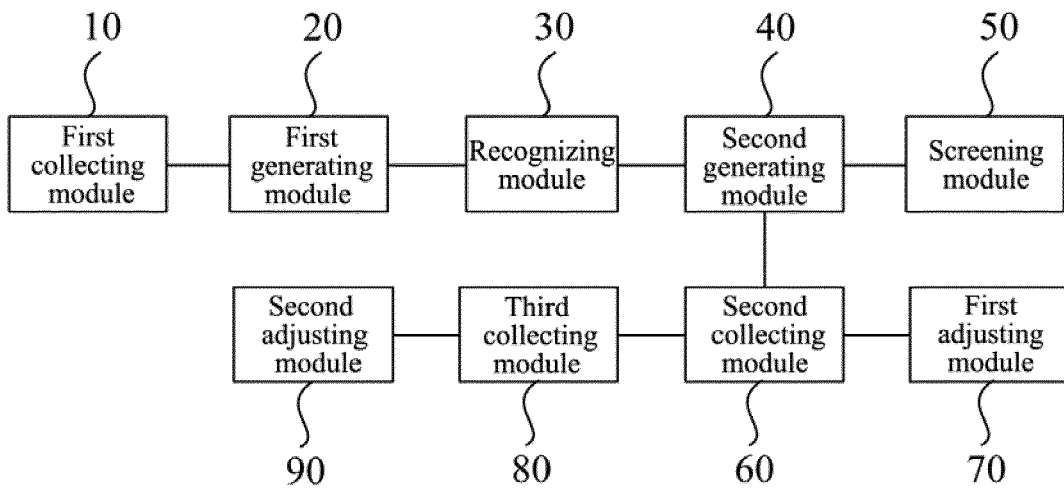 10
20
30
40
50
First
collecting
module
First
generating
module
Recognizing
module
Second
generating
module
Screening
module
Second
adjusting
module
Third
collecting
module
Second
collecting
module
First
adjusting
module
90
80
60
70